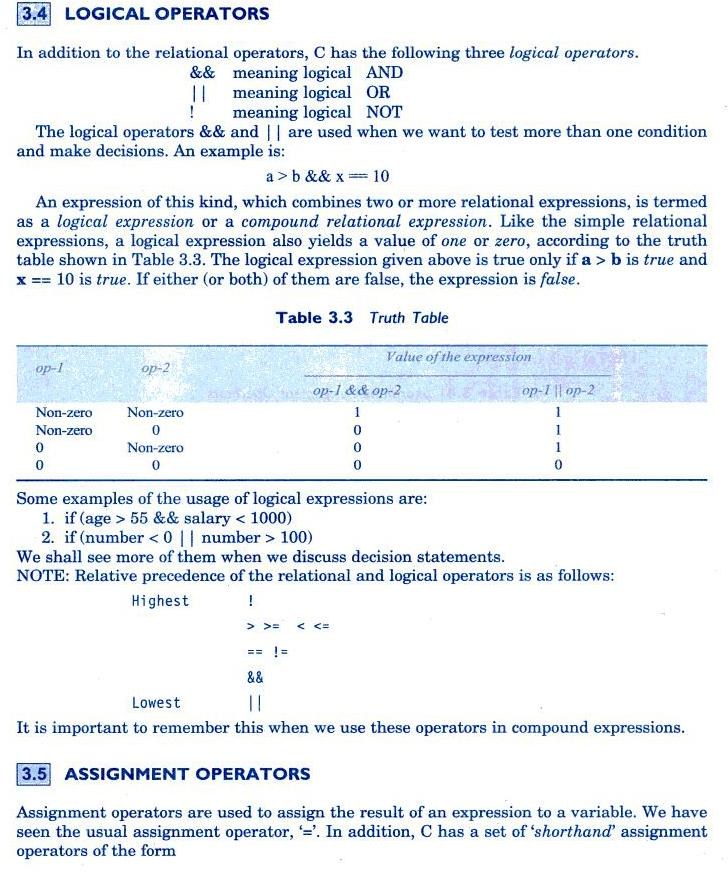 3.4 LOGICAL OPERATORS
In addition to the relational operators, C has the following three logical operators.
&& meaning logical AND
|| meaning logical OR
! meaning logical NOT
The logical operators && and || are used when we want to test more than one condition
and make decisions. An example is:
a > b && x == 10
An expression of this kind, which combines two or more relational expressions, is termed
as a logical expression or a compound relational expression. Like the simple relational
expressions, a logical expression also yields a value of one or zero, according to the truth
table shown in Table 3.3. The logical expression given above is true only if a > b is true and
x == 10 is true. If either (or both) of them are false, the expression is false.
Table 3.3 Truth Table
Value of the expression
op-1 op-2
op-1 && op-2 op-1 || op-2
Non-zero Non-zero 1 1
Non-zero 0 0 1
0 Non-zero 0 1
0 0 0 0
Some examples of the usage of logical expressions are:
1. if (age > 55 && salary < 1000)
2. if (number < 0 || number > 100)
We shall see more of them when we discuss decision statements.
NOTE: Relative precedence of the relational and logical operators is as follows:
Highest !
> >= < <=
== !=
&&
Lowest ||
It is important to remember this when we use these operators in compound expressions.
3.5 ASSIGNMENT OPERATORS
Assignment operators are used to assign the result of an expression to a variable. We have
seen the usual assignment operator, '='. In addition, C has a set of 'shorthand' assignment
operators of the form